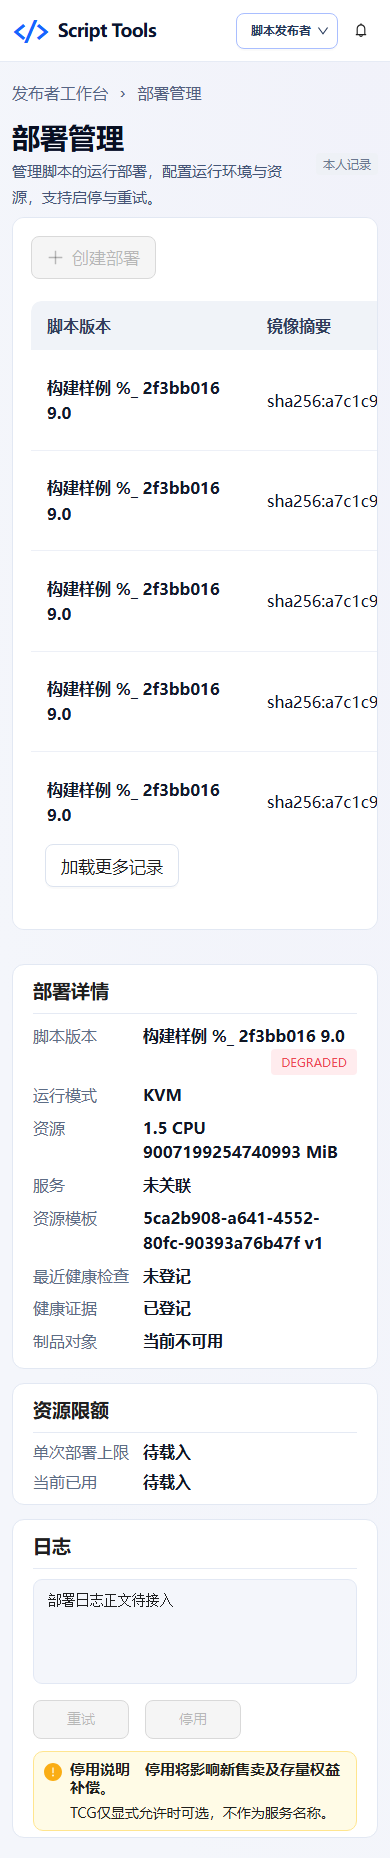 </> Script Tools
脚本发布者
发布者工作台 › 部署管理
部署管理
管理脚本的运行部署，配置运行环境与资
源，支持启停与重试。
本人记录
+ 创建部署
脚本版本 镜像摘要
构建样例 %_ 2f3bb016
9.0
sha256:a7c1c9
构建样例 %_ 2f3bb016
9.0
sha256:a7c1c9
构建样例 %_ 2f3bb016
9.0
sha256:a7c1c9
构建样例 %_ 2f3bb016
9.0
sha256:a7c1c9
构建样例 %_ 2f3bb016
9.0
sha256:a7c1c9
加载更多记录
部署详情
脚本版本 构建样例 %_ 2f3bb016 9.0
DEGRADED
运行模式 KVM
资源 1.5 CPU
9007199254740993 MiB
服务 未关联
资源模板 5ca2b908-a641-4552-
80fc-90393a76b47f v1
最近健康检查 未登记
健康证据 已登记
制品对象 当前不可用
资源限额
单次部署上限 待载入
当前已用 待载入
日志
部署日志正文待接入
重试 停用
停用说明 停用将影响新售卖及存量权益
补偿。
TCG仅显式允许时可选，不作为服务名称。